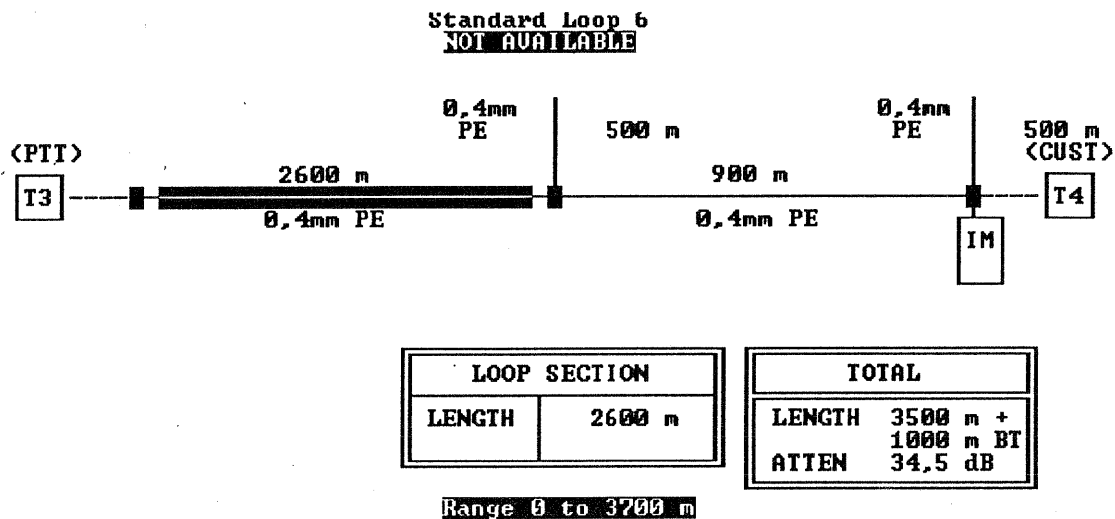 Standard Loop 6
NOT AVAILABLE
0,4mm
PE
500 m
0,4mm
PE
500 m
<PTT>
<CUST>
T3
2600 m
0,4mm PE
900 m
0,4mm PE
T4
IM
LOOP SECTION
LENGTH 2600 m
TOTAL
LENGTH 3500 m +
1000 m BT
ATTEN 34,5 dB
Range 0 to 3700 m